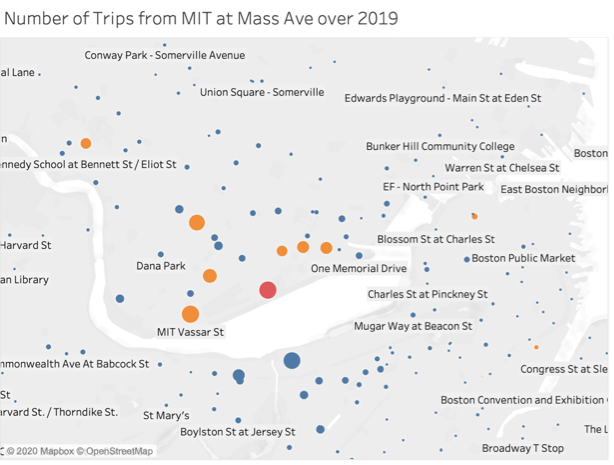 Number of Trips from MIT at Mass Ave over 2019
Conway Park - Somerville Avenue
al Lane
Union Square - Somerville
Edwards Playground - Main St at Eden St
n
Bunker Hill Community College
Boston
nnedy School at Bennett St / Eliot St
Warren St at Chelsea St
EF - North Point Park
East Boston Neighbor
Harvard St
Blossom St at Charles St
Dana Park
One Memorial Drive
Boston Public Market
an Library
Charles St at Pinckney St
MIT Vassar St
Mugar Way at Beacon St
mmonwealth Ave At Babcock St
Congress St at Sle
St
Boston Convention and Exhibition
arvard St. / Thorndike St.
St Mary's
Boylston St at Jersey St
The L
Broadway T Stop
© 2020 Mapbox © OpenStreetMap